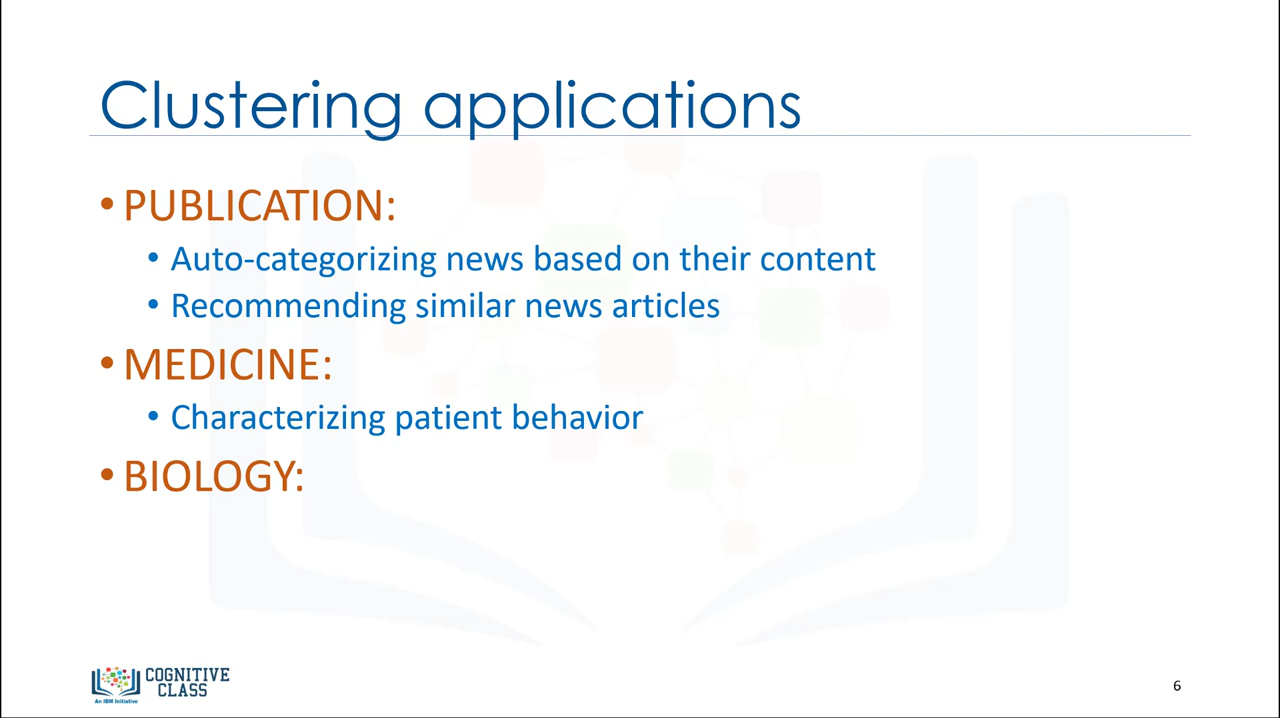 Clustering applications
• PUBLICATION:
• Auto-categorizing news based on their content
• Recommending similar news articles
• MEDICINE:
• Characterizing patient behavior
• BIOLOGY:
COGNITIVE
CLASS
An IBM Initiative
6